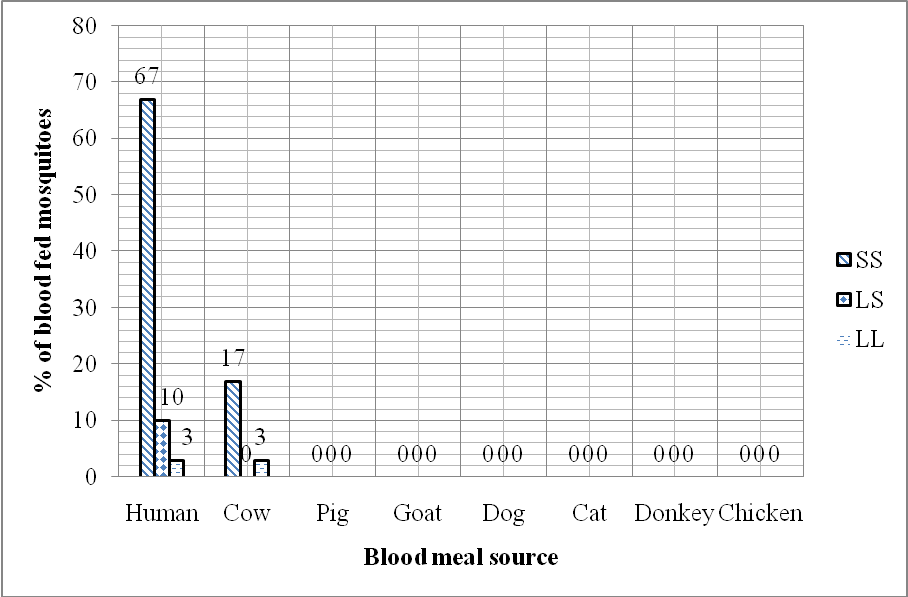 80
70
60
50
40
30
20
10
0
% of blood fed mosquitoes
67
10
3
17
0
3
0 0 0
0 0 0
0 0 0
0 0 0
0 0 0
0 0 0
Human Cow Pig Goat Dog Cat Donkey Chicken
Blood meal source
SS
LS
LL